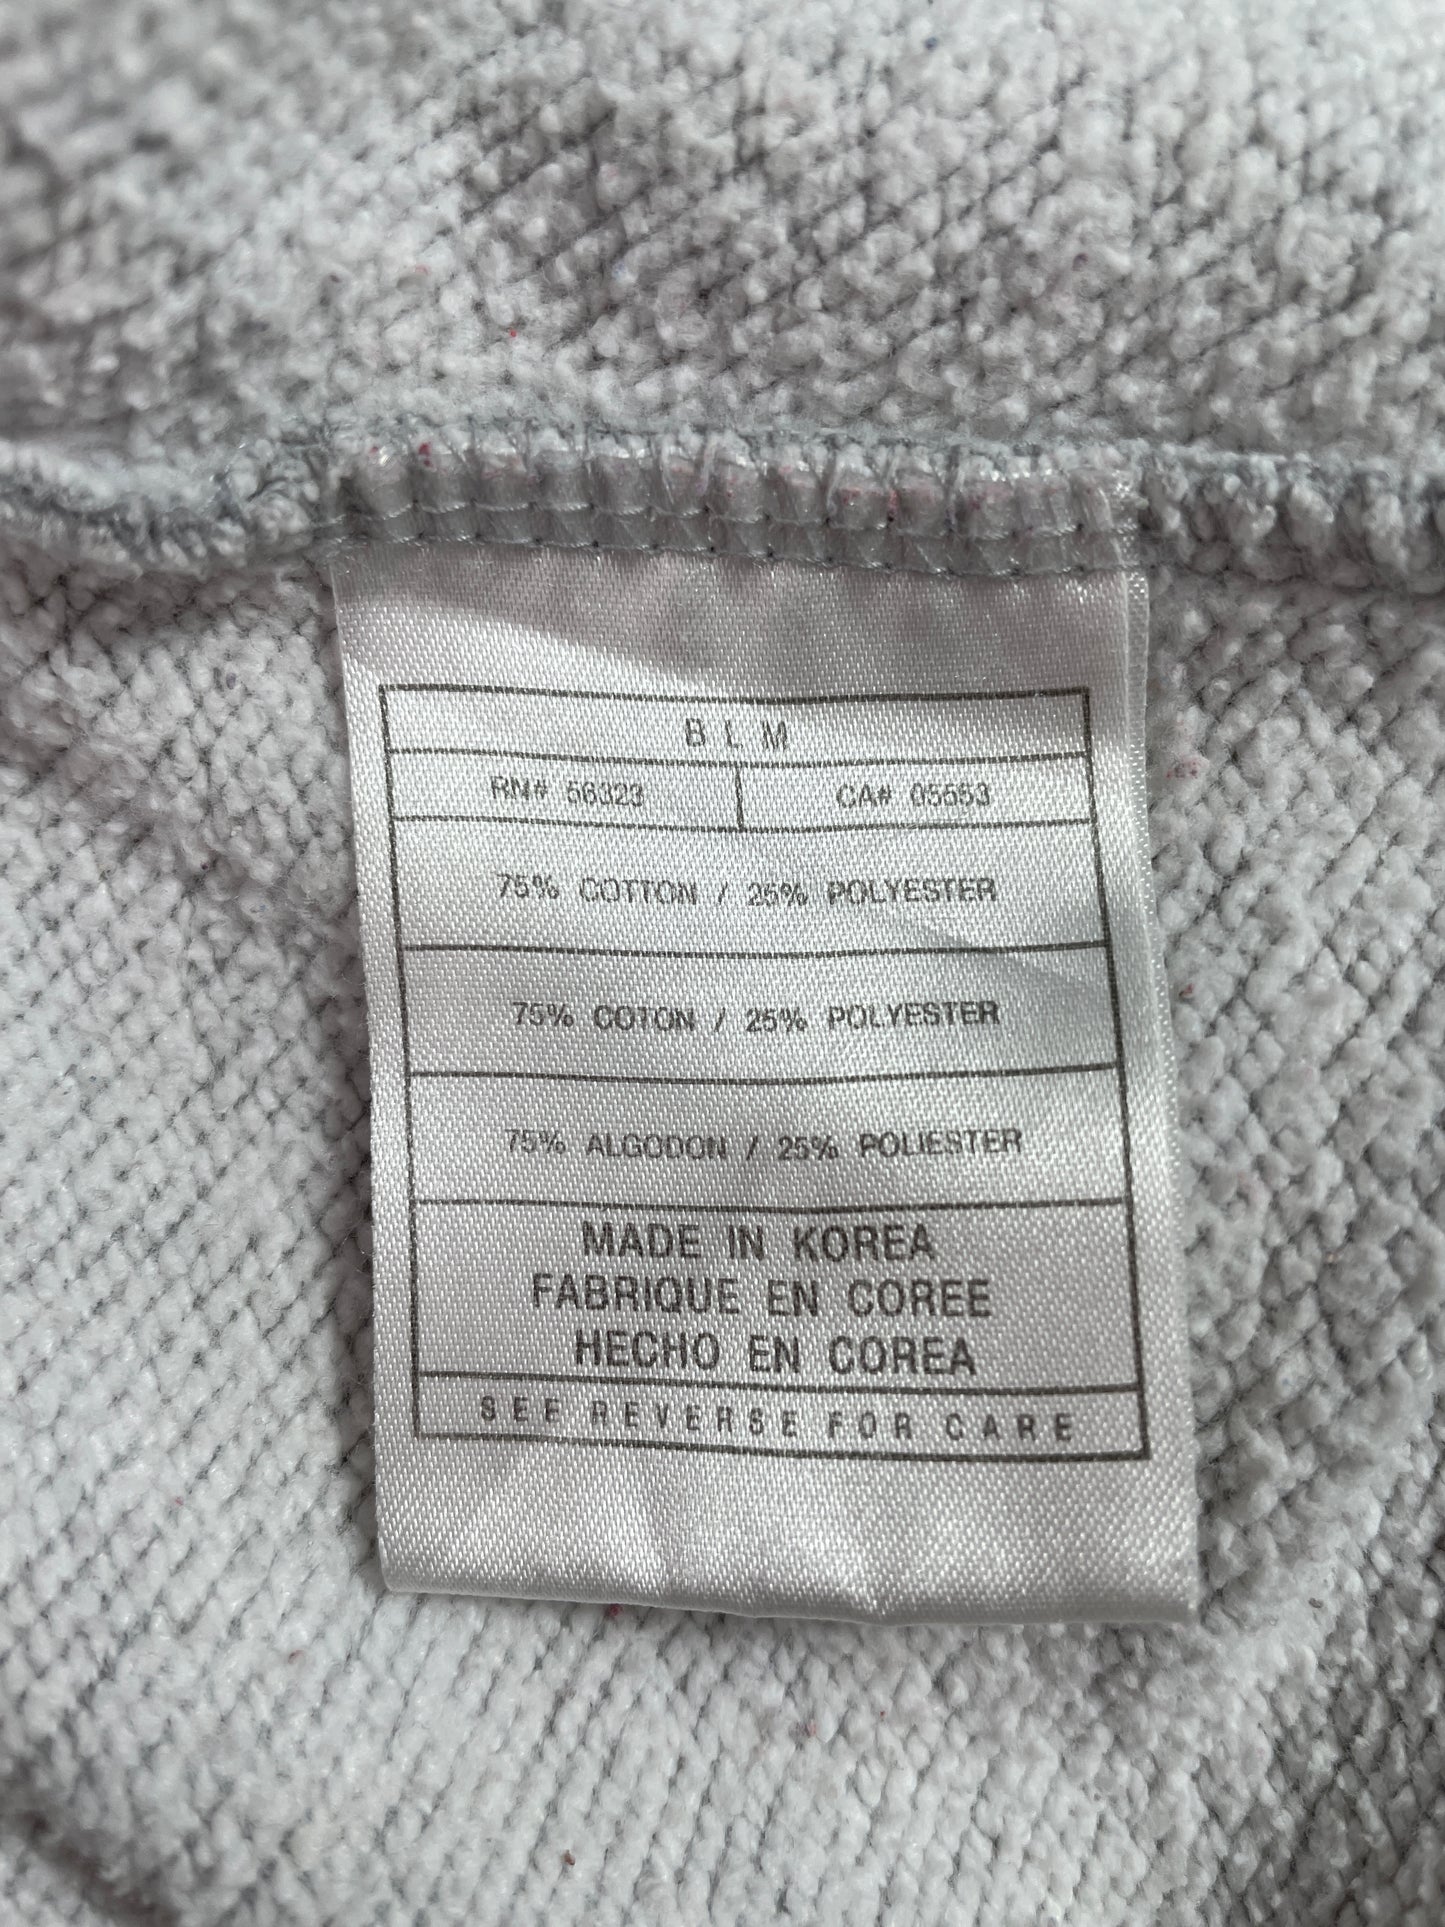 BLM
RN# 56323 CA# 05553
75% COTTON / 25% POLYESTER
75% COTON / 25% POLYESTER
75% ALGODON / 25% POLIESTER
MADE IN KOREA
FABRIQUE EN COREE
HECHO EN COREA
SEE REVERSE FOR CARE